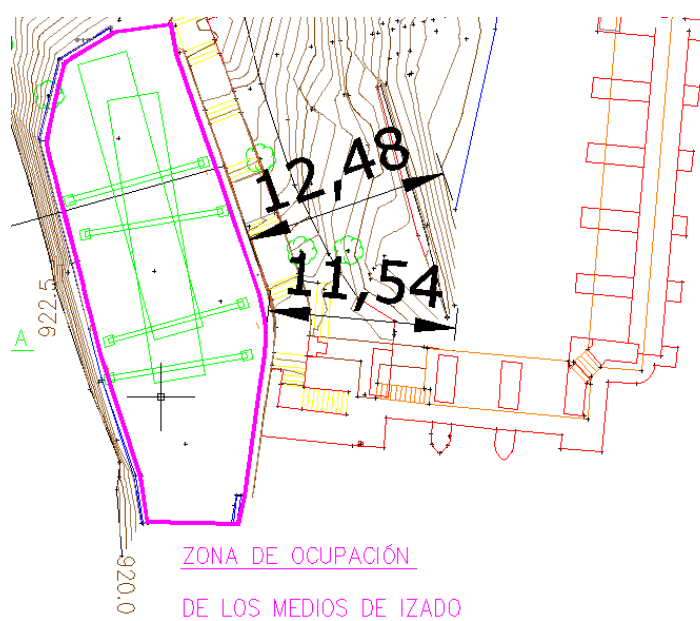 12,48
11,54
922.5
A
920.0
ZONA DE OCUPACIÓN
DE LOS MEDIOS DE IZADO